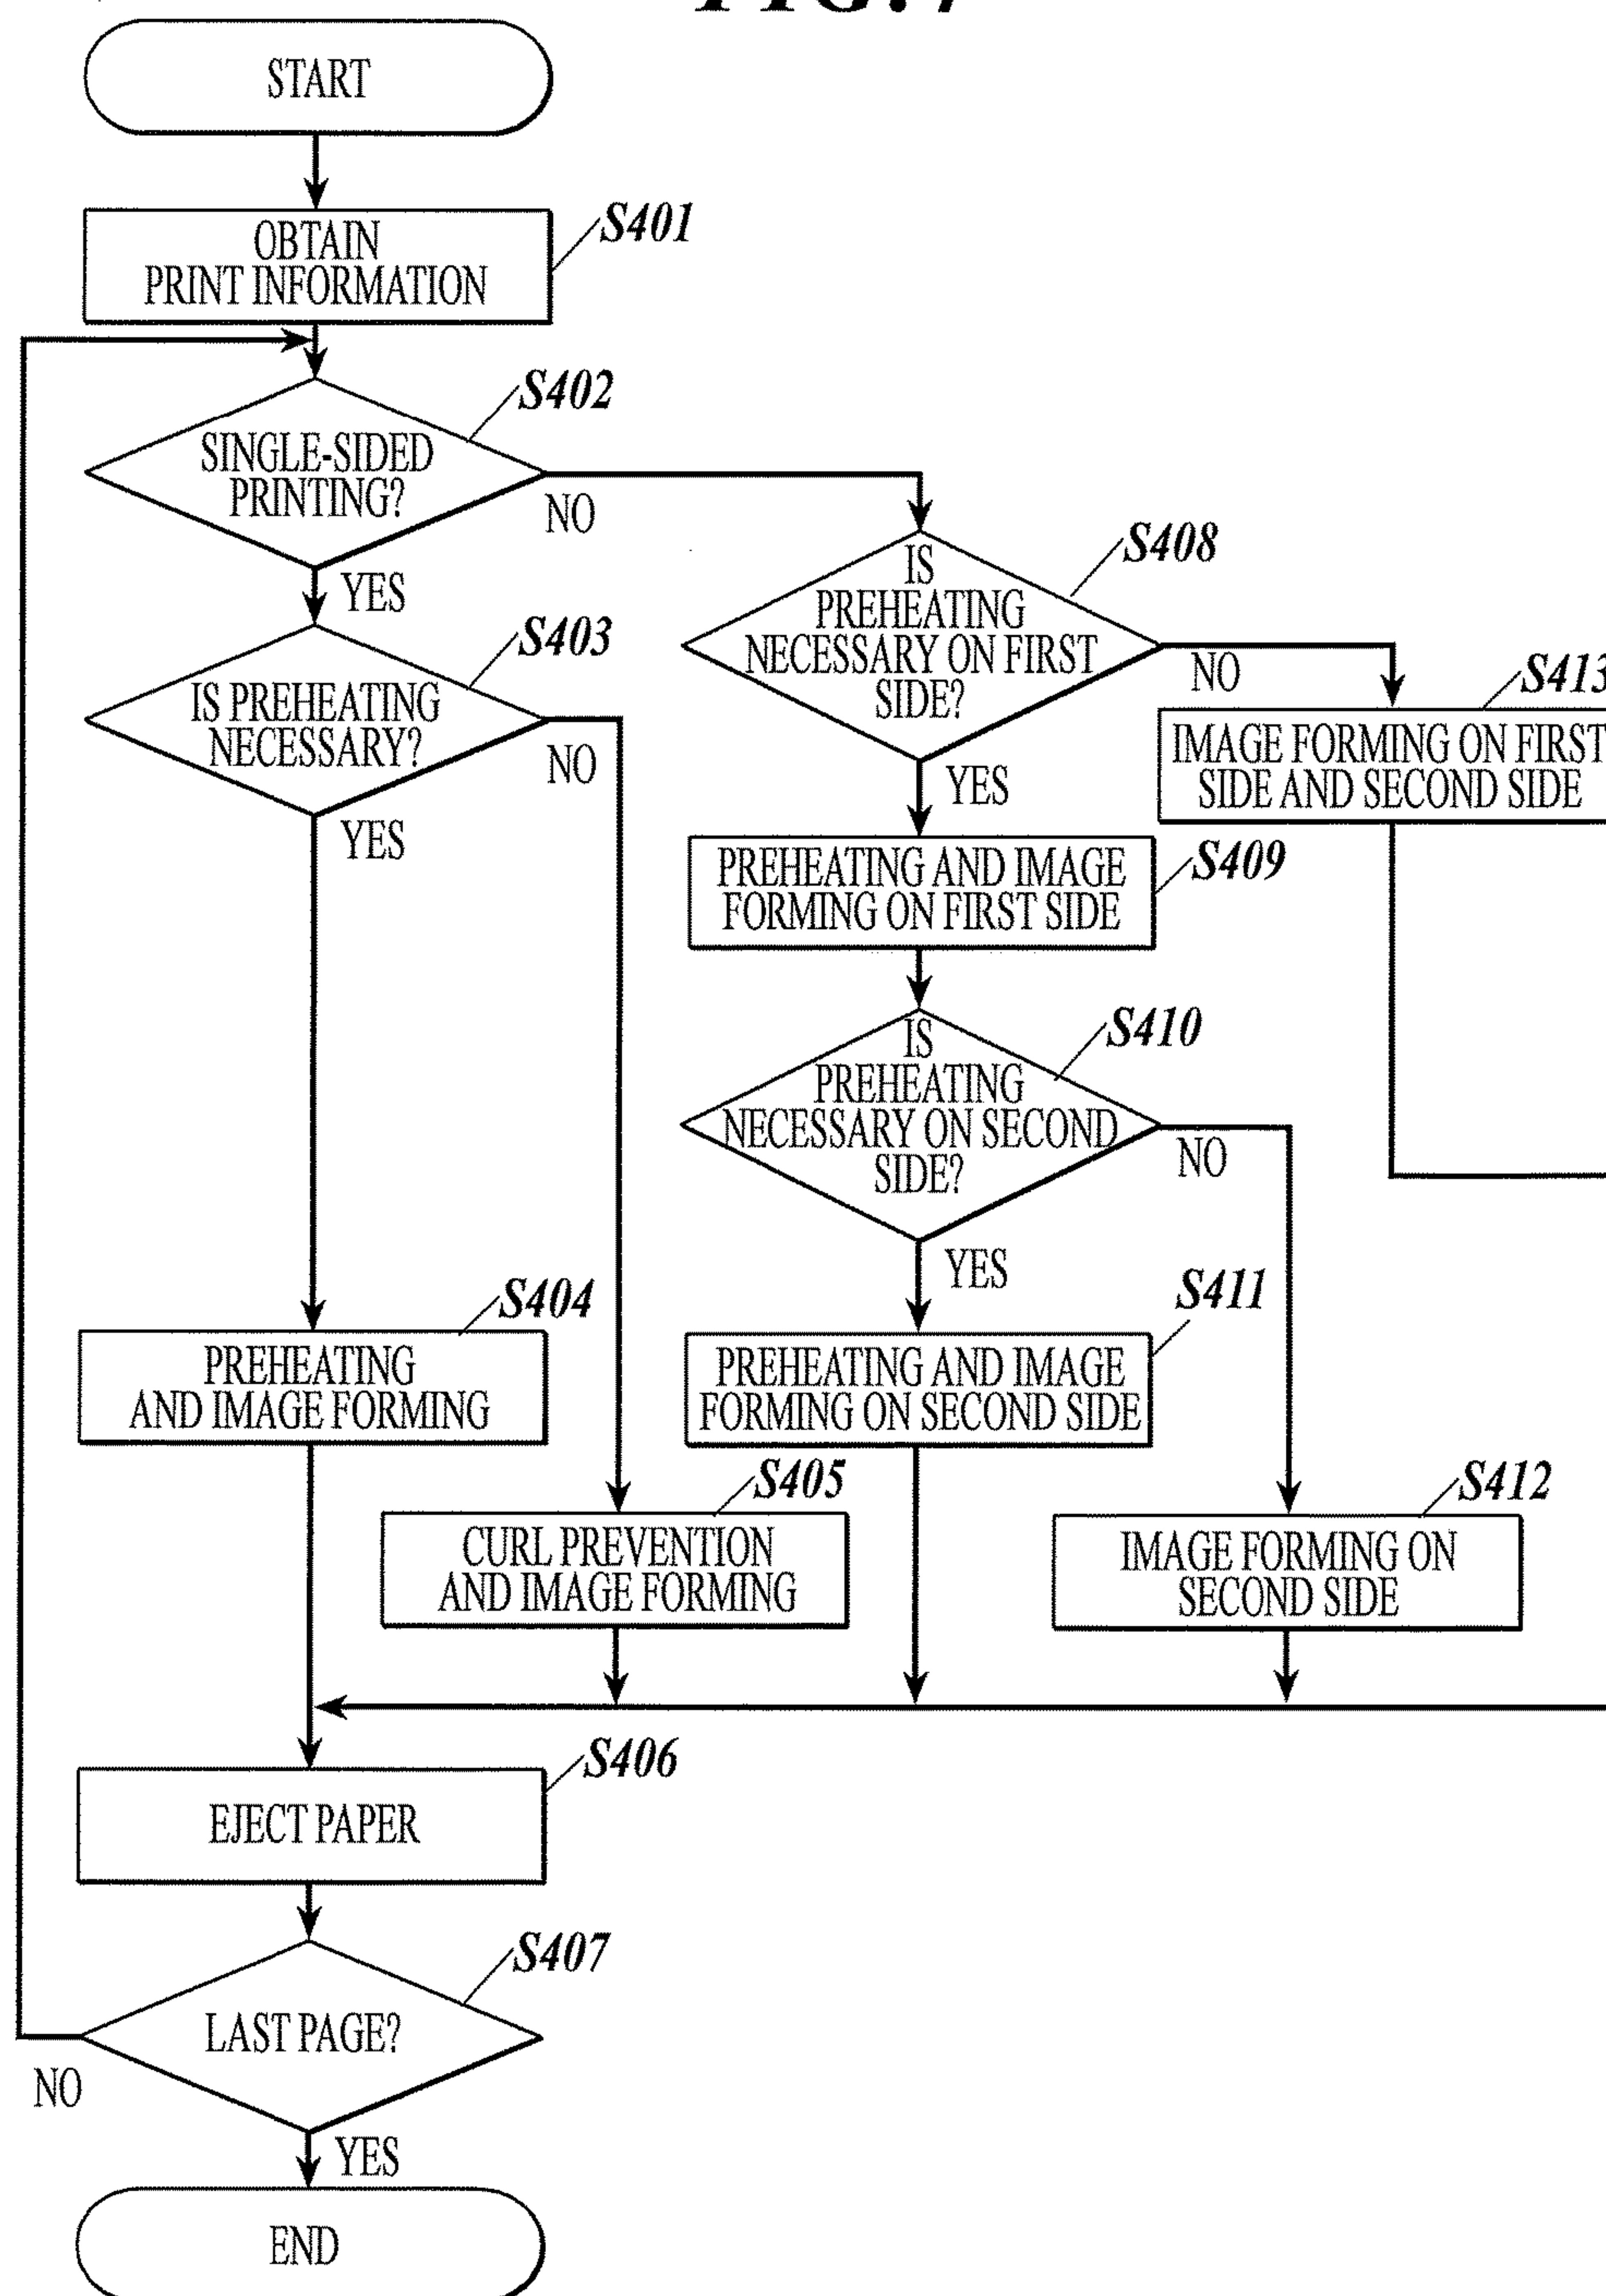 START
OBTAIN
PRINT INFORMATION
S401
SINGLE-SIDED
PRINTING?
S402
NO
YES
IS PREHEATING
NECESSARY?
S403
NO
YES
IS
PREHEATING
NECESSARY ON FIRST
SIDE?
S408
NO
YES
S413
IMAGE FORMING ON FIRST
SIDE AND SECOND SIDE
PREHEATING AND IMAGE
FORMING ON FIRST SIDE
S409
IS
PREHEATING
NECESSARY ON SECOND
SIDE?
S410
NO
YES
S404
PREHEATING
AND IMAGE FORMING
S411
PREHEATING AND IMAGE
FORMING ON SECOND SIDE
S405
CURL PREVENTION
AND IMAGE FORMING
S412
IMAGE FORMING ON
SECOND SIDE
S406
EJECT PAPER
S407
LAST PAGE?
NO
YES
END